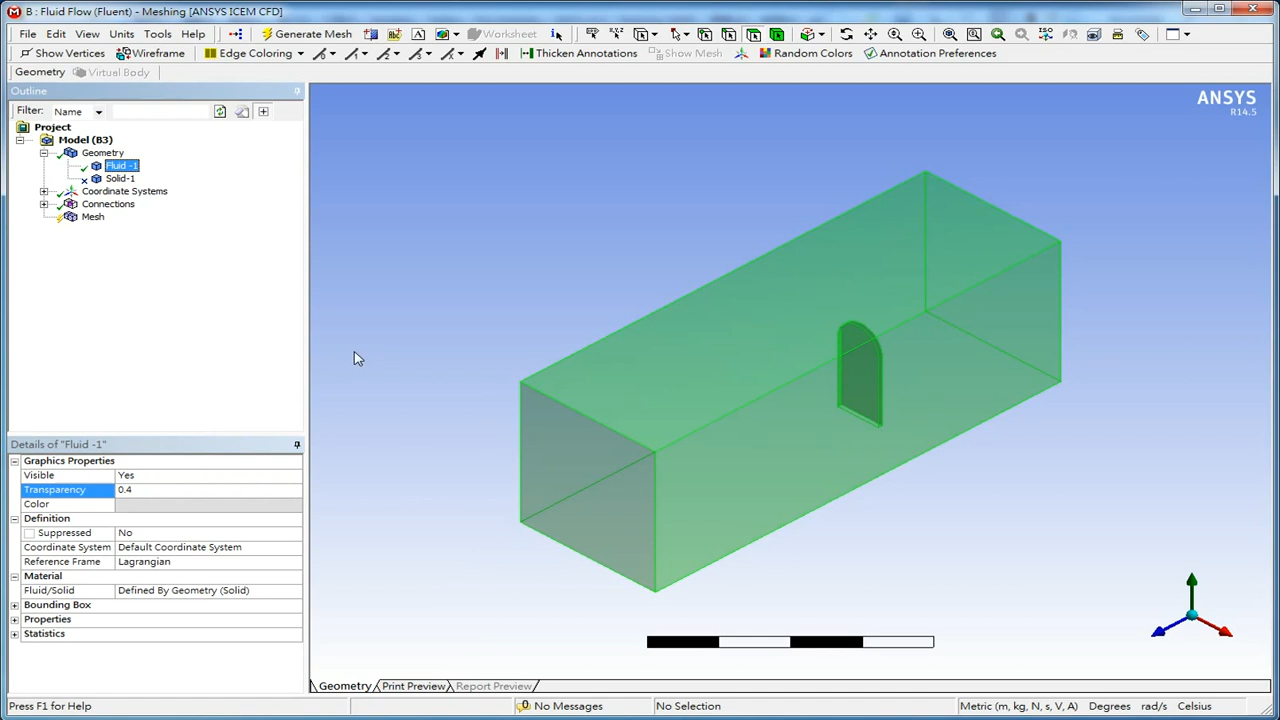 B : Fluid Flow (Fluent) - Meshing [ANSYS ICEM CFD]
File Edit View Units Tools Help Generate Mesh A Worksheet
Show Vertices Wireframe Edge Coloring Thick­en Annotations Show Mesh Random Colors Annotation Preferences
Geometry Virtual Body
Outline
Filter: Name
Project
Model (B3)
Geometry
Fluid -1
Solid-1
Coordinate Systems
Connections
Mesh
ANSYS
R14.5
Details of "Fluid -1"
Graphics Properties
Visible Yes
Transparency 0.4
Color
Definition
Suppressed No
Coordinate System Default Coordinate System
Reference Frame Lagrangian
Material
Fluid/Solid Defined By Geometry (Solid)
Bounding Box
Properties
Statistics
Geometry Print Preview Report Preview
Press F1 for Help 0 No Messages No Selection Metric (m, kg, N, s, V, A) Degrees rad/s Celsius